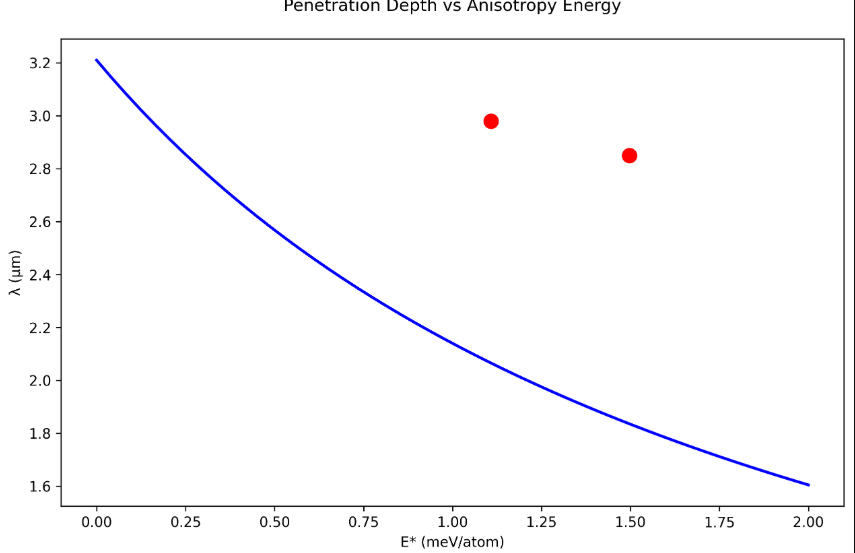 Penetration Depth vs Anisotropy Energy
3.2
3.0
2.8
2.6
2.4
2.2
2.0
1.8
1.6
λ (μm)
0.00 0.25 0.50 0.75 1.00 1.25 1.50 1.75 2.00
E* (meV/atom)